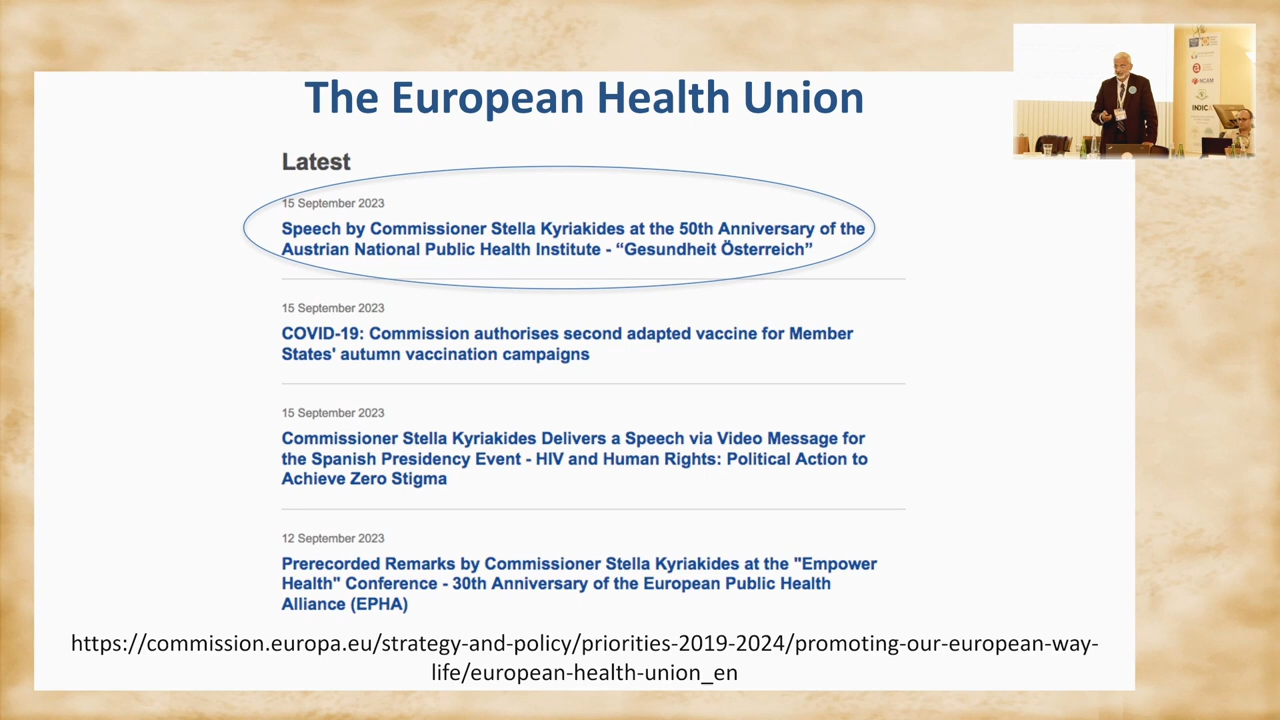 The European Health Union
Latest
15 September 2023
Speech by Commissioner Stella Kyriakides at the 50th Anniversary of the
Austrian National Public Health Institute - “Gesundheit Österreich”
15 September 2023
COVID-19: Commission authorises second adapted vaccine for Member
States' autumn vaccination campaigns
15 September 2023
Commissioner Stella Kyriakides Delivers a Speech via Video Message for
the Spanish Presidency Event - HIV and Human Rights: Political Action to
Achieve Zero Stigma
12 September 2023
Prerecorded Remarks by Commissioner Stella Kyriakides at the "Empower
Health" Conference - 30th Anniversary of the European Public Health
Alliance (EPHA)
https://commission.europa.eu/strategy-and-policy/priorities-2019-2024/promoting-our-european-way-
life/european-health-union_en
NCAM